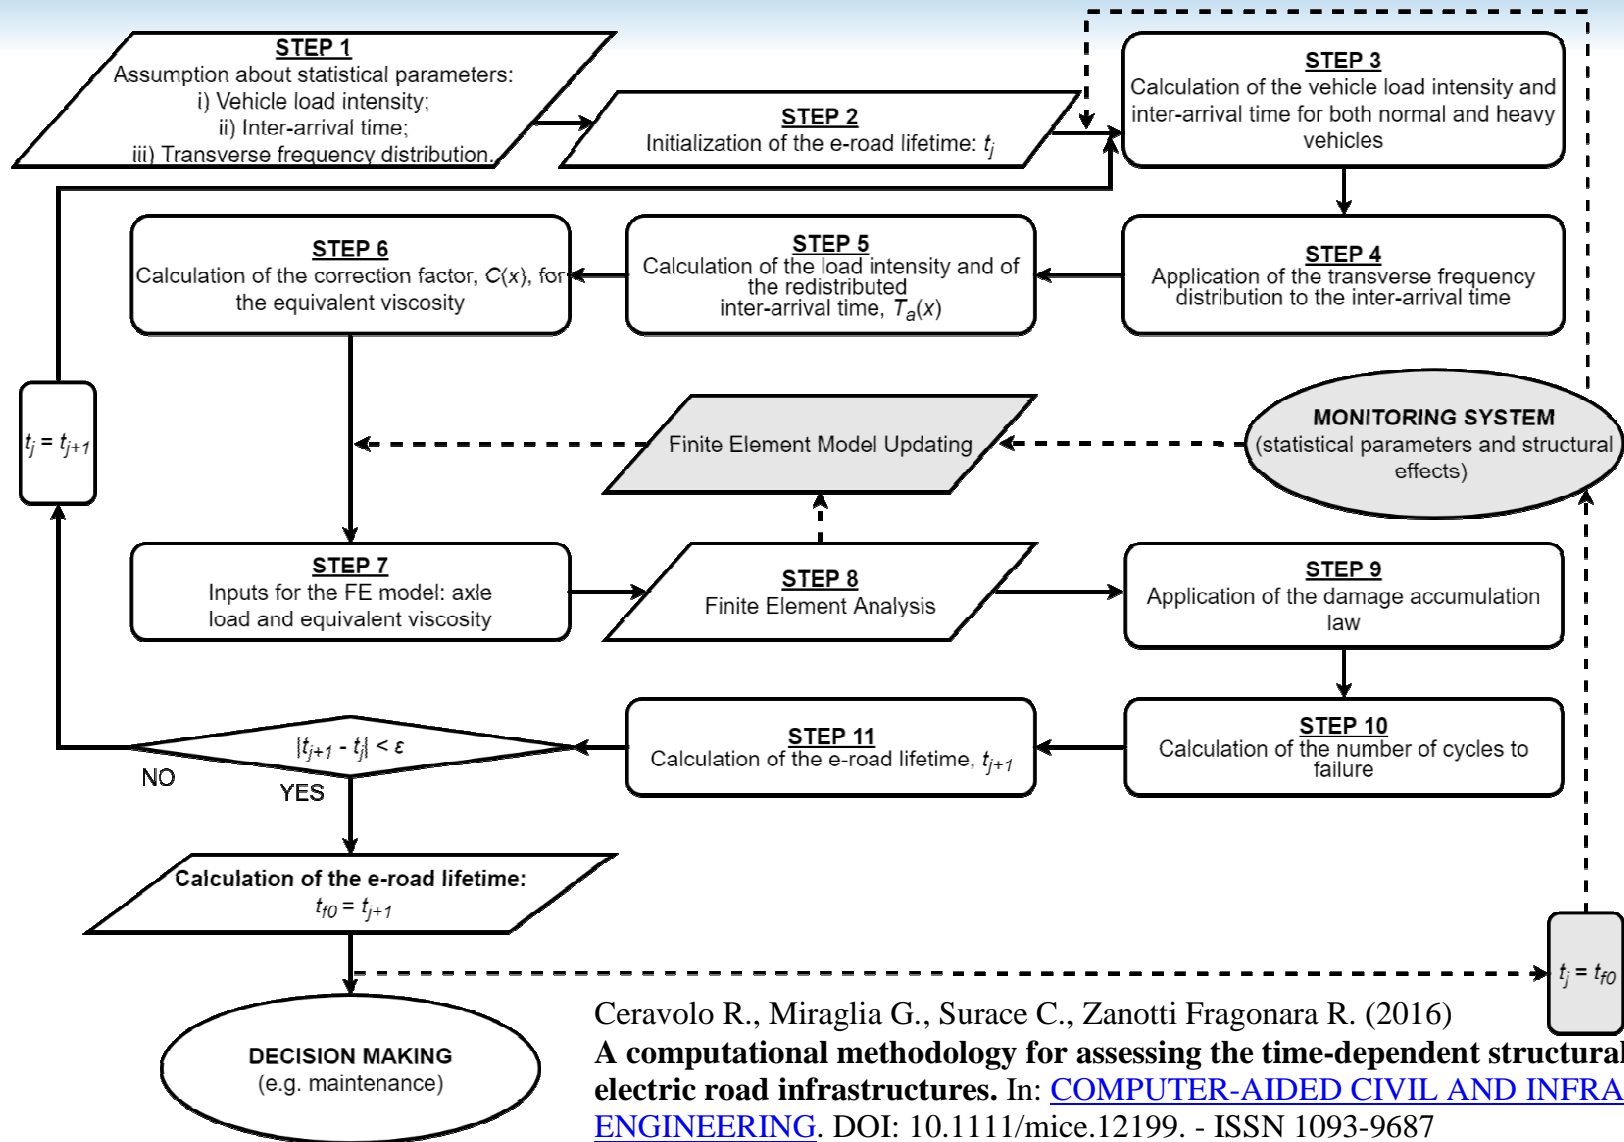 STEP 1
Assumption about statistical parameters:
i) Vehicle load intensity;
ii) Inter-arrival time;
iii) Transverse frequency distribution.
STEP 2
Initialization of the e-road lifetime: tj
STEP 3
Calculation of the vehicle load intensity and
inter-arrival time for both normal and heavy
vehicles
STEP 6
Calculation of the correction factor, C(x), for
the equivalent viscosity
STEP 5
Calculation of the load intensity and of
the redistributed
inter-arrival time, Ta(x)
STEP 4
Application of the transverse frequency
distribution to the inter-arrival time
tj = tj+1
Finite Element Model Updating
MONITORING SYSTEM
(statistical parameters and structural
effects)
STEP 7
Inputs for the FE model: axle
load and equivalent viscosity
STEP 8
Finite Element Analysis
STEP 9
Application of the damage accumulation
law
|tj+1 - tj| < ε
NO
YES
STEP 11
Calculation of the e-road lifetime, tj+1
STEP 10
Calculation of the number of cycles to
failure
Calculation of the e-road lifetime:
tf0 = tj+1
tj = tf0
DECISION MAKING
(e.g. maintenance)
Ceravolo R., Miraglia G., Surace C., Zanotti Fragonara R. (2016)
A computational methodology for assessing the time-dependent structural
electric road infrastructures. In: COMPUTER-AIDED CIVIL AND INFRA
ENGINEERING. DOI: 10.1111/mice.12199. - ISSN 1093-9687